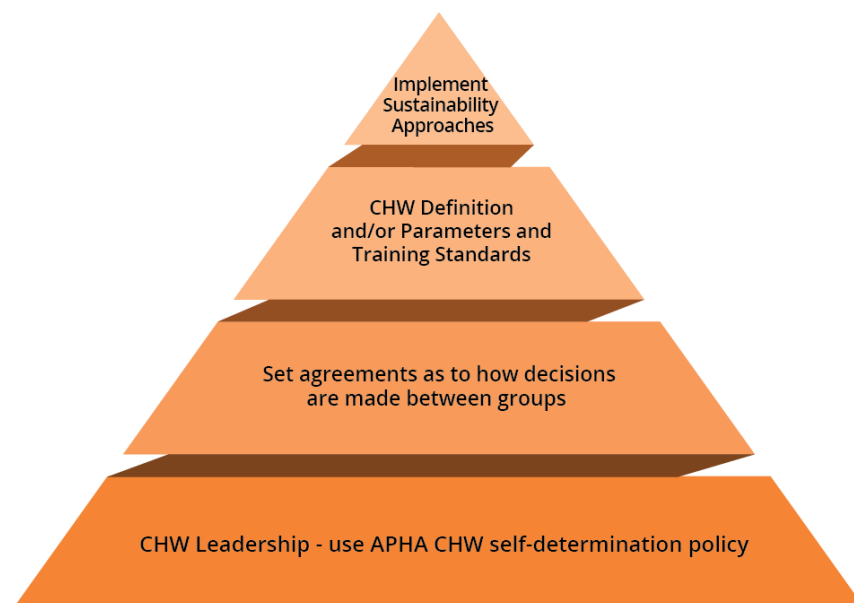 Implement
Sustainability
Approaches
CHW Definition
and/or Parameters and
Training Standards
Set agreements as to how decisions
are made between groups
CHW Leadership - use APHA CHW self-determination policy